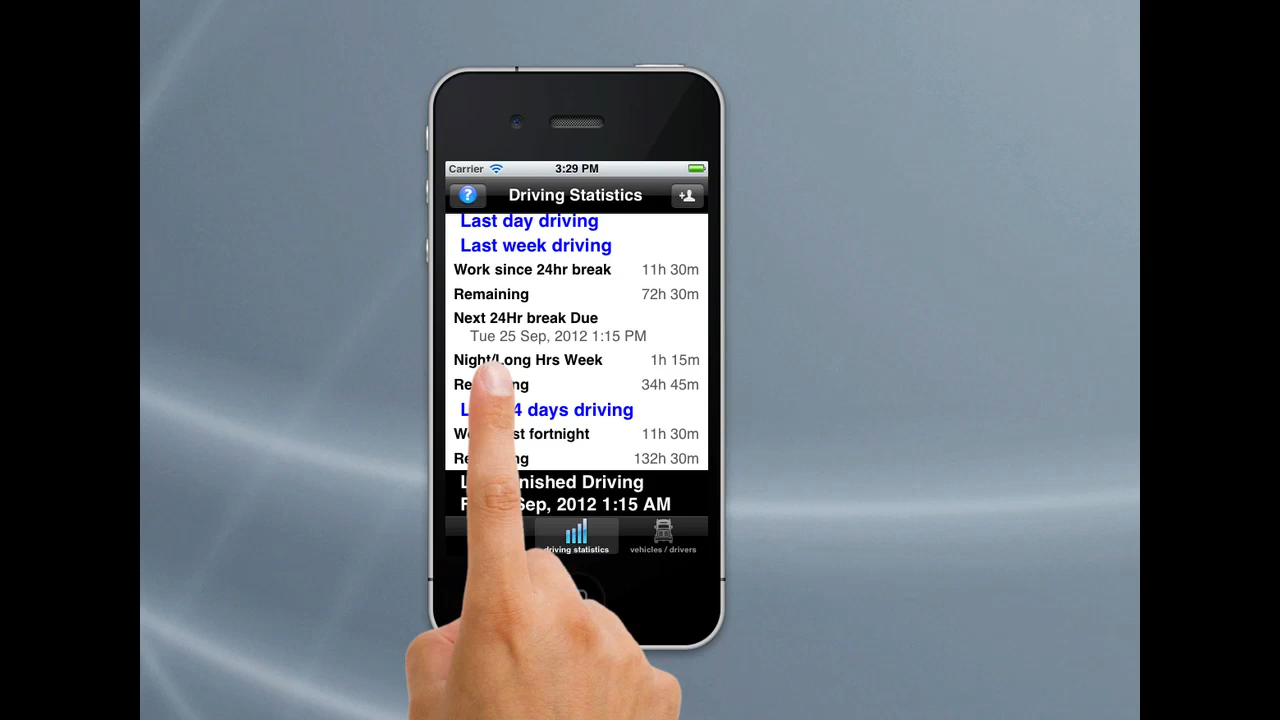 Carrier 3:29 PM
? Driving Statistics +
Last day driving
Last week driving
Work since 24hr break 11h 30m
Remaining 72h 30m
Next 24Hr break Due
Tue 25 Sep, 2012 1:15 PM
Night/Long Hrs Week 1h 15m
34h 45m
4 days driving
fortnight 11h 30m
132h 30m
Driving
Sep, 2012 1:15 AM
driving statistics vehicles / drivers